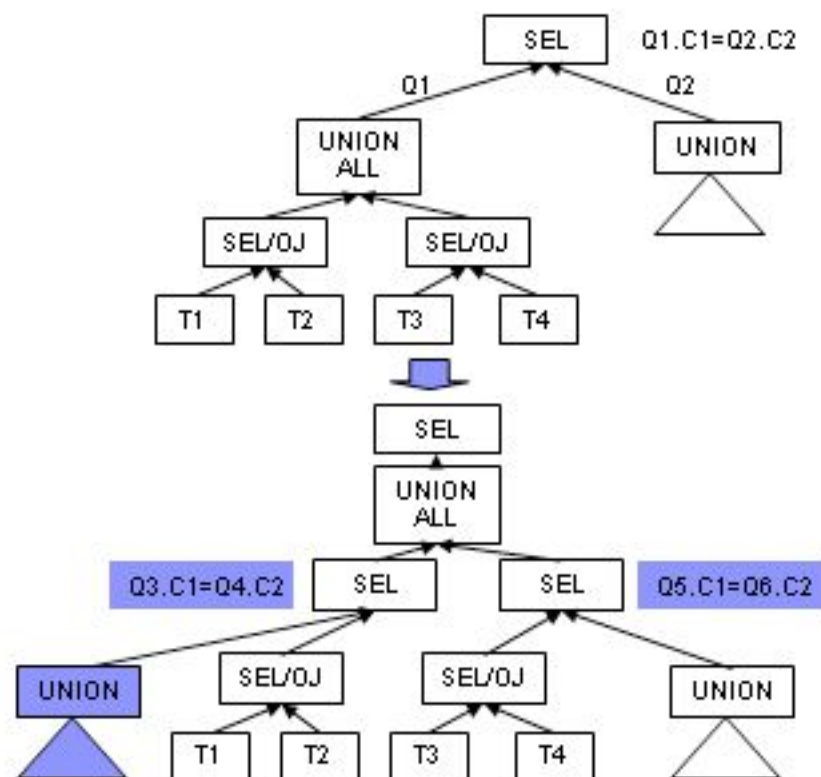 SEL
Q1.C1=Q2.C2
Q1
Q2
UNION
ALL
UNION
SEL/OJ
SEL/OJ
T1
T2
T3
T4
SEL
UNION
ALL
Q3.C1=Q4.C2
SEL
SEL
Q5.C1=Q6.C2
UNION
SEL/OJ
SEL/OJ
UNION
T1
T2
T3
T4